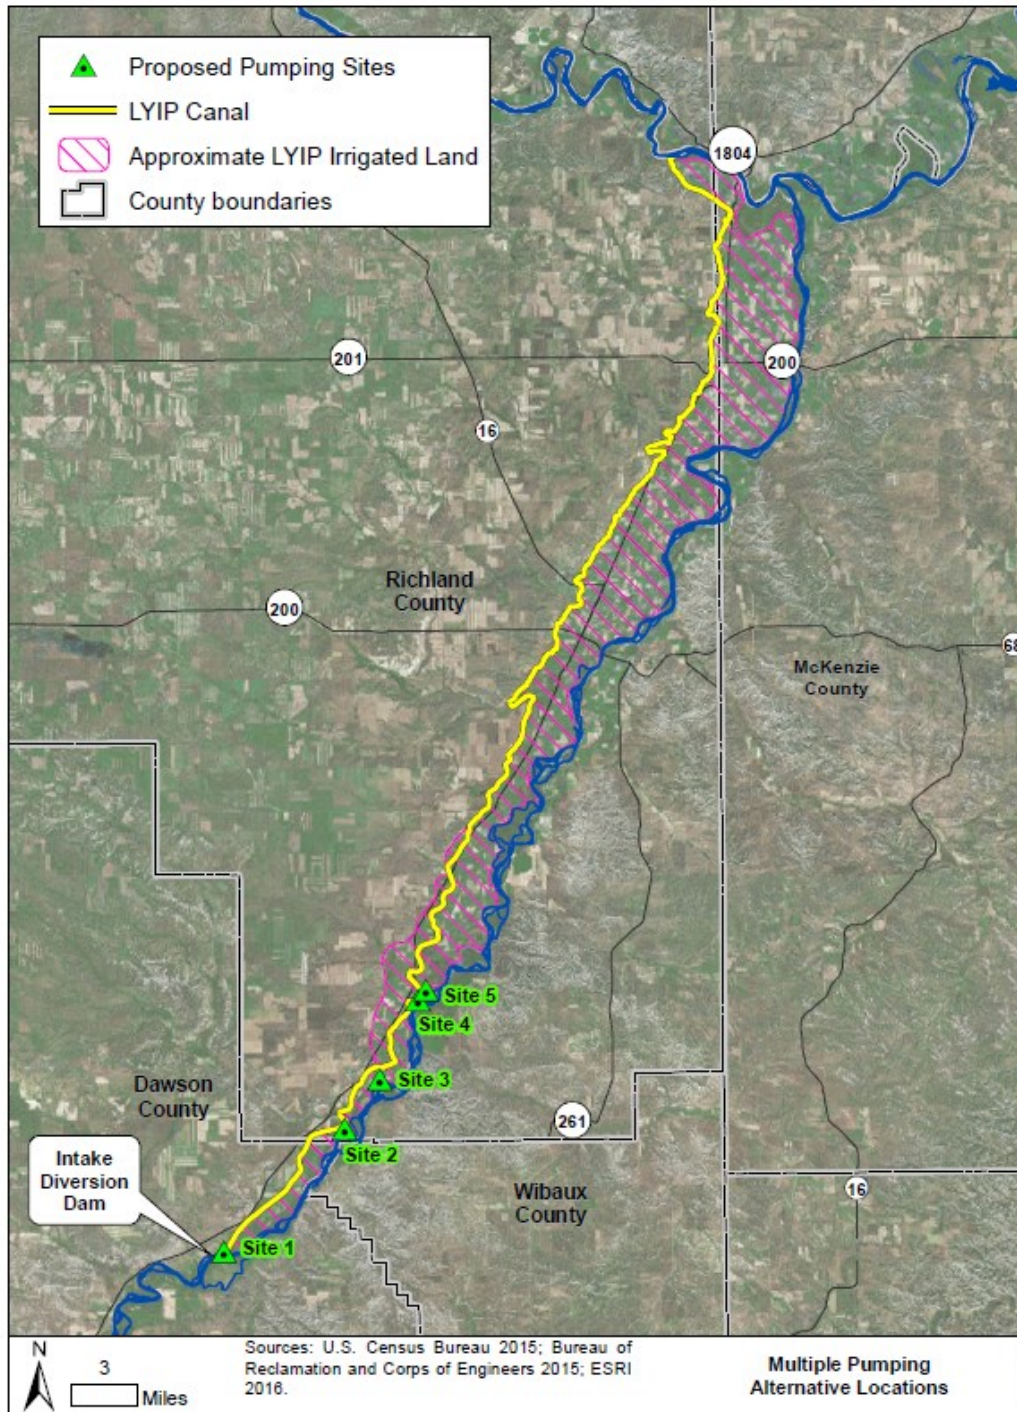 Proposed Pumping Sites
LYIP Canal
Approximate LYIP Irrigated Land
County boundaries
1804
201
200
16
Richland
County
200
68
McKenzie
County
Site 5
Site 4
Site 3
Dawson
County
261
Site 2
Intake
Diversion
Dam
Wibaux
County
16
Site 1
N
3
Miles
Sources: U.S. Census Bureau 2015; Bureau of
Reclamation and Corps of Engineers 2015; ESRI
2016.
Multiple Pumping
Alternative Locations